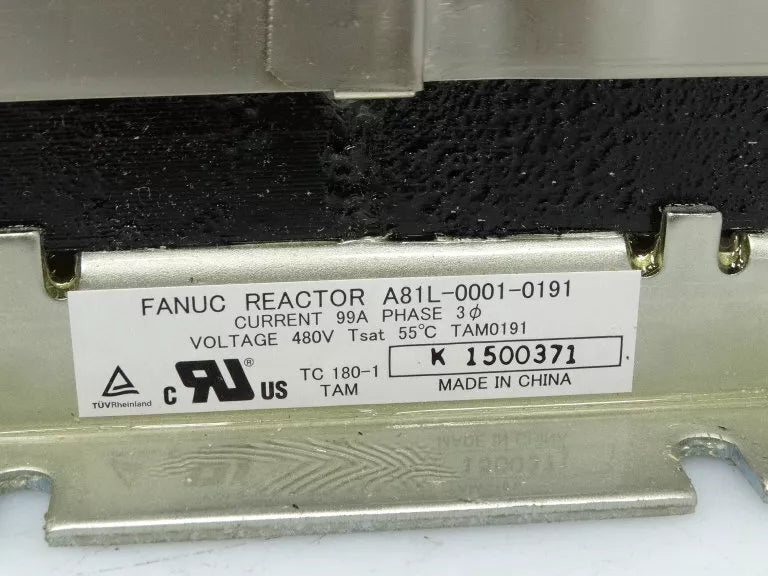 FANUC REACTOR A81L-0001-0191
CURRENT 99A PHASE 3ϕ
VOLTAGE 480V Tsat 55℃ TAM0191
TC 180-1 K 1500371
TÜVRheinland c RU® US TAM MADE IN CHINA